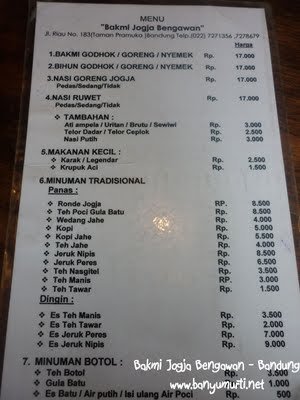 MENU
"Bakmi Jogja Bengawan"
Jl. Riau No. 183(Taman Pramuka )Bandung Telp.(022) 7271356 7278679
Harga
1.BAKMI GODHOK / GORENG / NYEMEK Rp. 17.000
2.BIHUN GODHOK / GORENG / NYEMEK Rp. 17.000
3.NASI GORENG JOGJA Rp. 17.000
Pedas/Sedang/Tidak
4.NASI RUWET Rp. 17.000
Pedas/Sedang/Tidak
TAMBAHAN :
Ati ampela / Uritan / Brutu / Sewiwi Rp. 3.000
Telor Dadar / Telor Ceplok Rp. 2.500
Nasi Putih Rp. 3.000
5.MAKANAN KECIL :
Karak / Legendar Rp. 2.500
Krupuk Aci Rp. 1.500
6.MINUMAN TRADISIONAL
Panas :
Ronde Jogja RP. 8.500
Teh Poci Gula Batu Rp. 8.500
Wedang Jahe Rp. 4.000
Kopi Rp. 5.000
Kopi Jahe Rp. 5.500
Teh Jahe Rp. 4.000
Jeruk Nipis Rp. 8.500
Jeruk Peres Rp. 6.500
Teh Nasgitel Rp. 3.500
Teh Manis Rp. 3.000
Teh Tawar Rp. 1.500
Dingin :
Es Teh Manis Rp. 3.500
Es Teh Tawar Rp. 2.000
Es Jeruk Peres Rp. 7.000
Es Jeruk Nipis Rp. 9.000
7. MINUMAN BOTOL :
Teh Botol Rp. 3.500
Gula Batu Rp. 1.000
Es Batu / Air putih / Isi ulang Air Poci Rp.
Bakmi Jogja Bengawan - Bandung
www.banyumurti.net